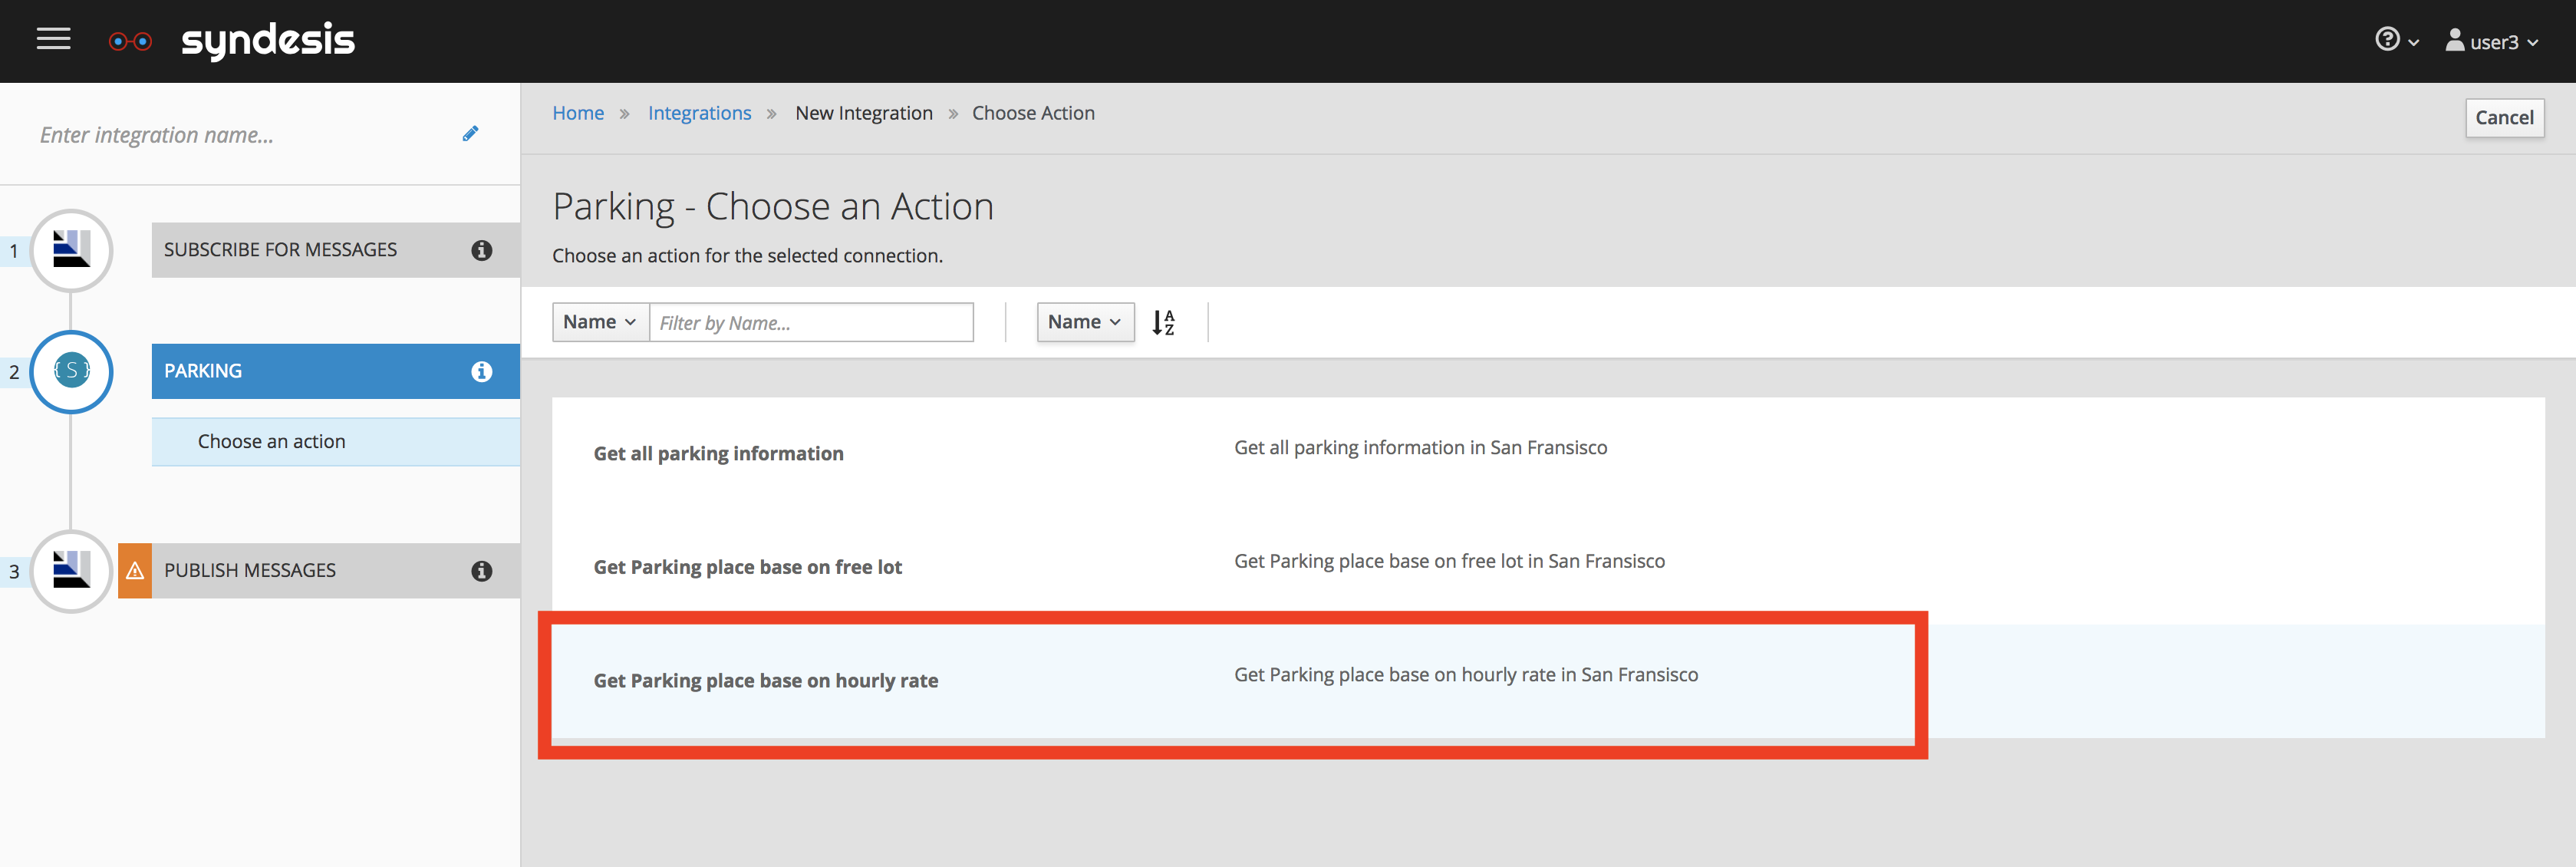 syndesis
user3
Enter integration name...
1
SUBSCRIBE FOR MESSAGES
2
{S}
PARKING
Choose an action
3
PUBLISH MESSAGES
Home » Integrations » New Integration » Choose Action
Cancel
Parking - Choose an Action
Choose an action for the selected connection.
Name
Filter by Name...
Name
A
Z
Get all parking information
Get all parking information in San Fransisco
Get Parking place base on free lot
Get Parking place base on free lot in San Fransisco
Get Parking place base on hourly rate
Get Parking place base on hourly rate in San Fransisco